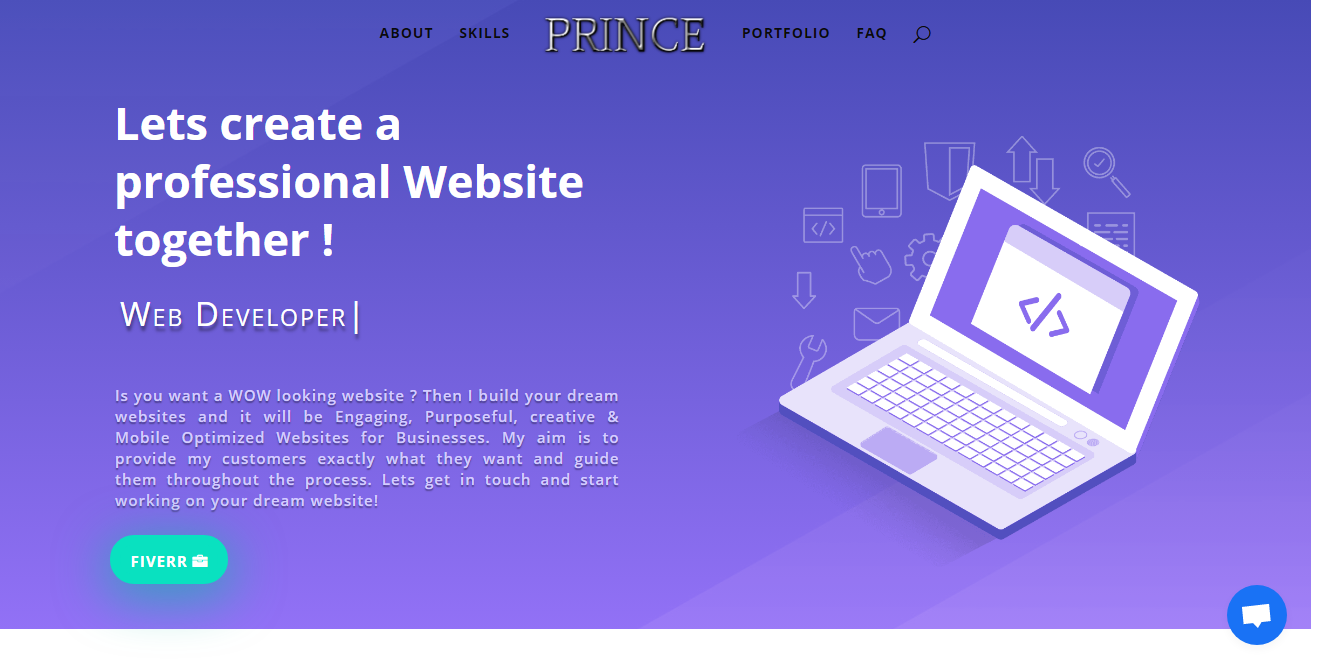 ABOUT SKILLS PRINCE PORTFOLIO FAQ
Lets create a
professional Website
together !
Web Developer|
Is you want a WOW looking website ? Then I build your dream
websites and it will be Engaging, Purposeful, creative &
Mobile Optimized Websites for Businesses. My aim is to
provide my customers exactly what they want and guide
them throughout the process. Lets get in touch and start
working on your dream website!
FIVERR
</>
</>